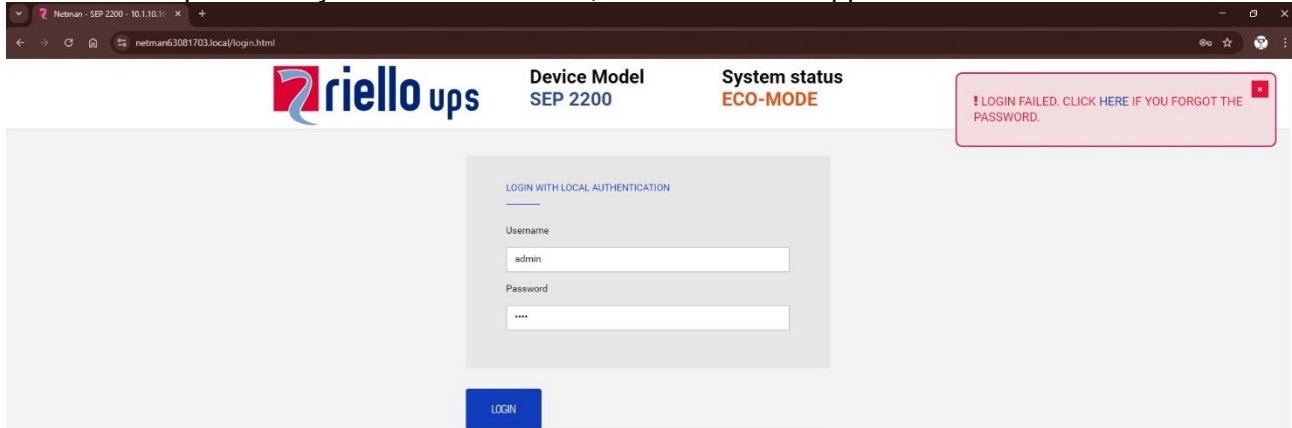 Netman - SEP 2200 - 10.1.10.16
netman63081703.local/login.html
riello ups
Device Model
SEP 2200
System status
ECO-MODE
! LOGIN FAILED. CLICK HERE IF YOU FORGOT THE
PASSWORD.
LOGIN WITH LOCAL AUTHENTICATION
Username
admin
Password
••••
LOGIN